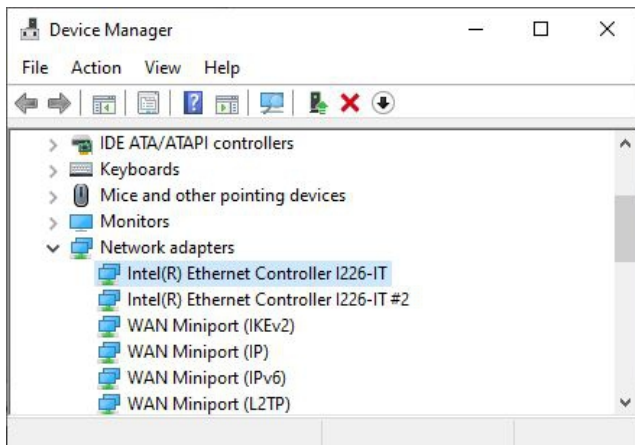 Device Manager
File Action View Help
IDE ATA/ATAPI controllers
Keyboards
Mice and other pointing devices
Monitors
Network adapters
Intel(R) Ethernet Controller I226-IT
Intel(R) Ethernet Controller I226-IT #2
WAN Miniport (IKEv2)
WAN Miniport (IP)
WAN Miniport (IPv6)
WAN Miniport (L2TP)